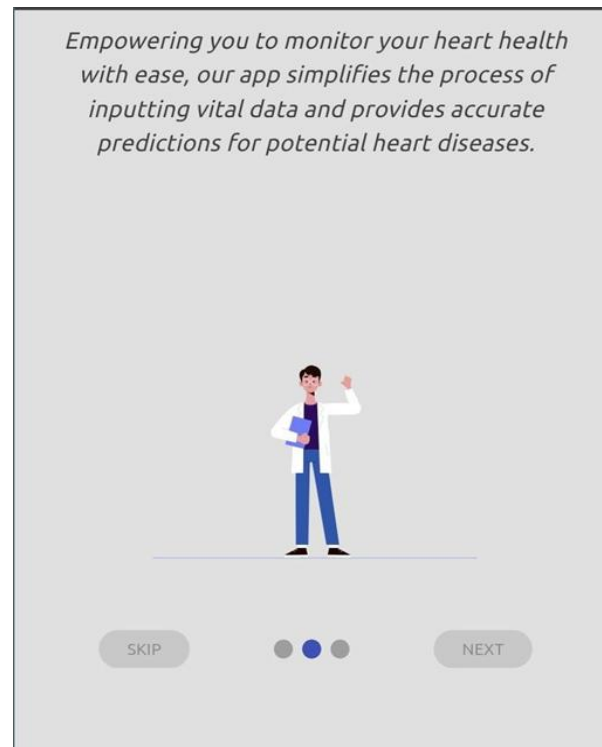 Empowering you to monitor your heart health
with ease, our app simplifies the process of
inputting vital data and provides accurate
predictions for potential heart diseases.
SKIP
NEXT